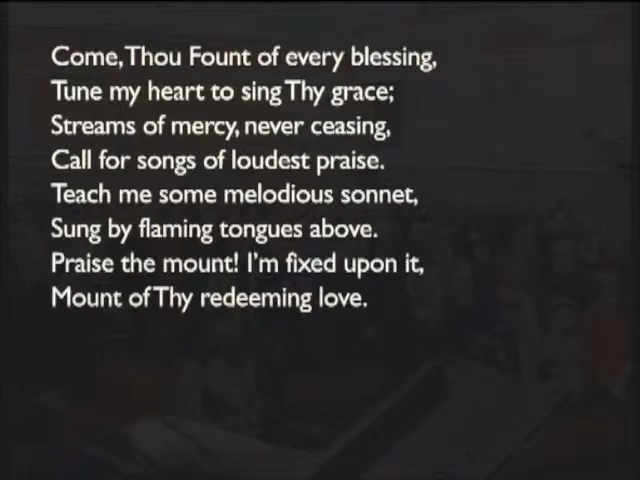 Come, Thou Fount of every blessing,
Tune my heart to sing Thy grace;
Streams of mercy, never ceasing,
Call for songs of loudest praise.
Teach me some melodious sonnet,
Sung by flaming tongues above.
Praise the mount! I'm fixed upon it,
Mount of Thy redeeming love.